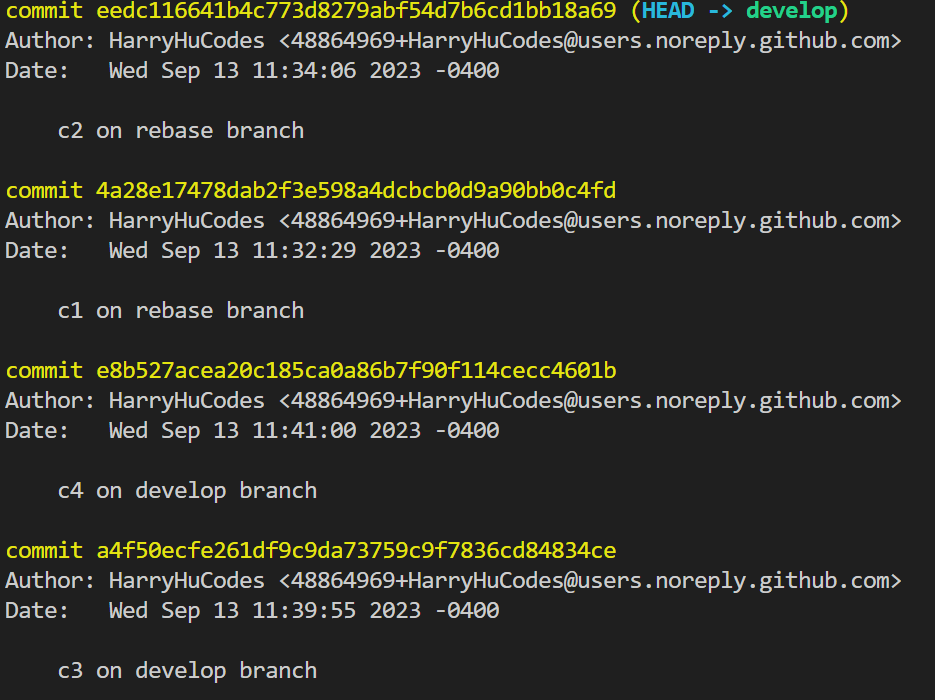 commit eedc116641b4c773d8279abf54d7b6cd1bb18a69 (HEAD -> develop)
Author: HarryHuCodes <48864969+HarryHuCodes@users.noreply.github.com>
Date:   Wed Sep 13 11:34:06 2023 -0400
    c2 on rebase branch
commit 4a28e17478dab2f3e598a4dcbcb0d9a90bb0c4fd
Author: HarryHuCodes <48864969+HarryHuCodes@users.noreply.github.com>
Date:   Wed Sep 13 11:32:29 2023 -0400
    c1 on rebase branch
commit e8b527acea20c185ca0a86b7f90f114cecc4601b
Author: HarryHuCodes <48864969+HarryHuCodes@users.noreply.github.com>
Date:   Wed Sep 13 11:41:00 2023 -0400
    c4 on develop branch
commit a4f50ecfe261df9c9da73759c9f7836cd84834ce
Author: HarryHuCodes <48864969+HarryHuCodes@users.noreply.github.com>
Date:   Wed Sep 13 11:39:55 2023 -0400
    c3 on develop branch